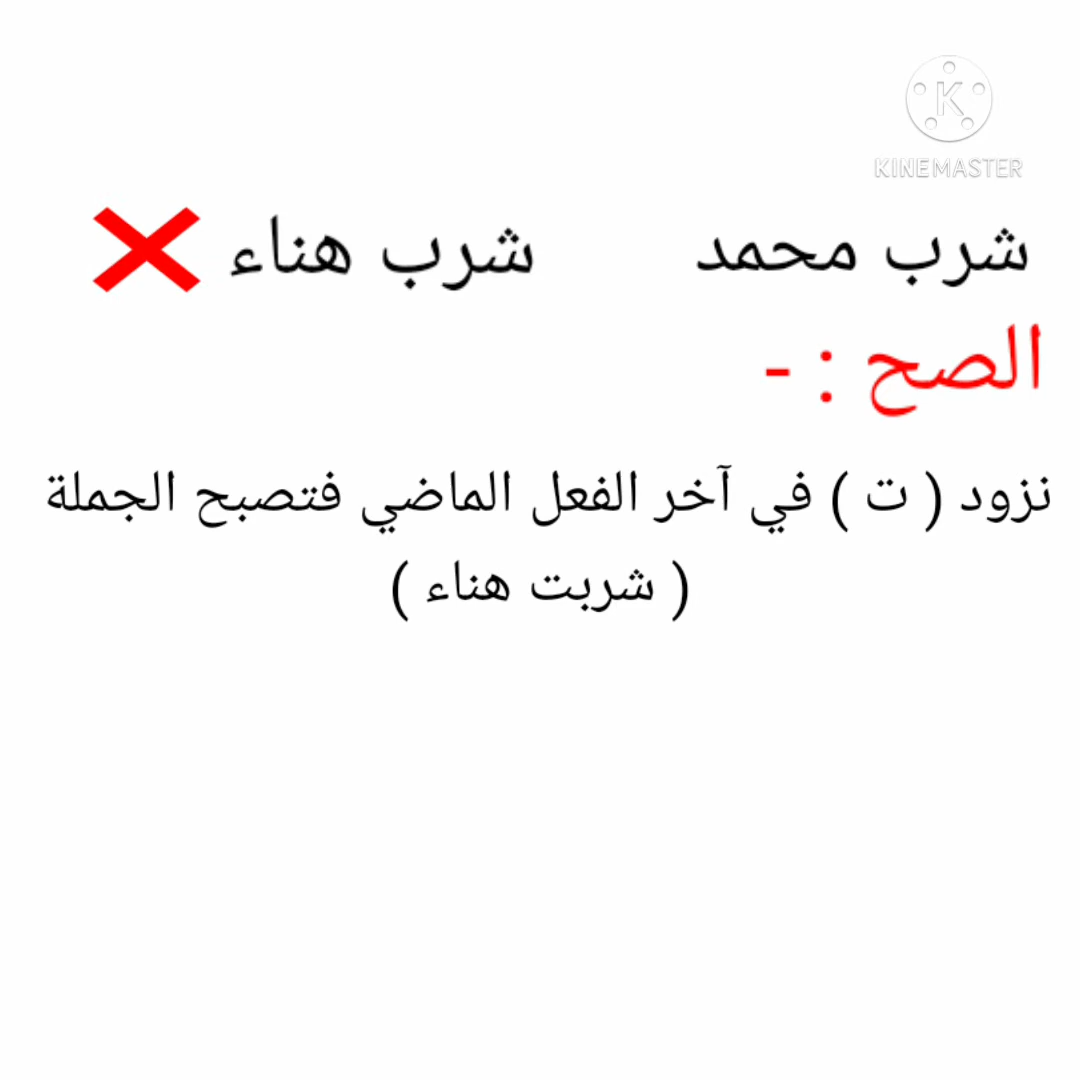 KINEMASTER
شرب محمد شرب هناء
الصح : -
نزود ( ت ) في آخر الفعل الماضي فتصبح الجملة
( شربت هناء )